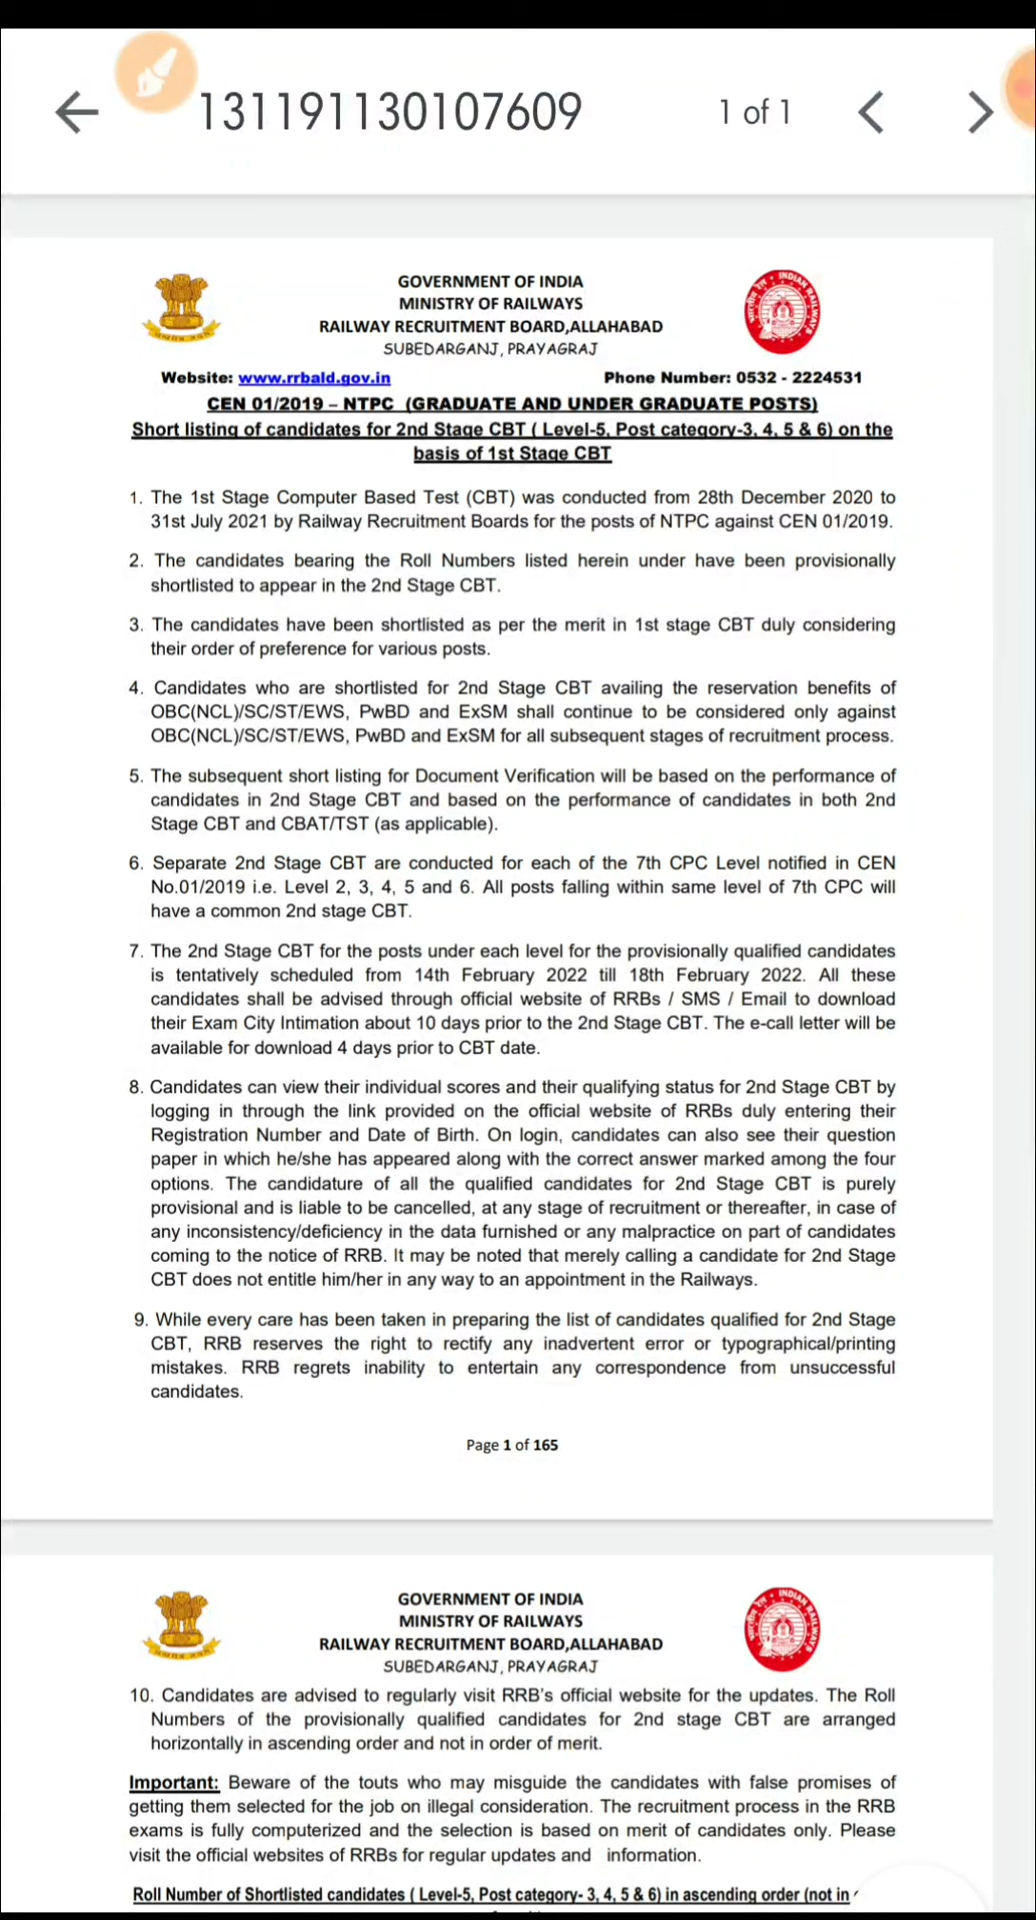 131191130107609
1 of 1
GOVERNMENT OF INDIA
MINISTRY OF RAILWAYS
RAILWAY RECRUITMENT BOARD,ALLAHABAD
SUBEDARGANJ, PRAYAGRAJ
INDIAN RAILWAYS
Website: www.rrbald.gov.in Phone Number: 0532 - 2224531
CEN 01/2019 – NTPC (GRADUATE AND UNDER GRADUATE POSTS)
Short listing of candidates for 2nd Stage CBT ( Level-5, Post category-3, 4, 5 & 6) on the
basis of 1st Stage CBT
1. The 1st Stage Computer Based Test (CBT) was conducted from 28th December 2020 to
31st July 2021 by Railway Recruitment Boards for the posts of NTPC against CEN 01/2019.
2. The candidates bearing the Roll Numbers listed herein under have been provisionally
shortlisted to appear in the 2nd Stage CBT.
3. The candidates have been shortlisted as per the merit in 1st stage CBT duly considering
their order of preference for various posts.
4. Candidates who are shortlisted for 2nd Stage CBT availing the reservation benefits of
OBC(NCL)/SC/ST/EWS, PwBD and ExSM shall continue to be considered only against
OBC(NCL)/SC/ST/EWS, PwBD and ExSM for all subsequent stages of recruitment process.
5. The subsequent short listing for Document Verification will be based on the performance of
candidates in 2nd Stage CBT and based on the performance of candidates in both 2nd
Stage CBT and CBAT/TST (as applicable).
6. Separate 2nd Stage CBT are conducted for each of the 7th CPC Level notified in CEN
No.01/2019 i.e. Level 2, 3, 4, 5 and 6. All posts falling within same level of 7th CPC will
have a common 2nd stage CBT.
7. The 2nd Stage CBT for the posts under each level for the provisionally qualified candidates
is tentatively scheduled from 14th February 2022 till 18th February 2022. All these
candidates shall be advised through official website of RRBs / SMS / Email to download
their Exam City Intimation about 10 days prior to the 2nd Stage CBT. The e-call letter will be
available for download 4 days prior to CBT date.
8. Candidates can view their individual scores and their qualifying status for 2nd Stage CBT by
logging in through the link provided on the official website of RRBs duly entering their
Registration Number and Date of Birth. On login, candidates can also see their question
paper in which he/she has appeared along with the correct answer marked among the four
options. The candidature of all the qualified candidates for 2nd Stage CBT is purely
provisional and is liable to be cancelled, at any stage of recruitment or thereafter, in case of
any inconsistency/deficiency in the data furnished or any malpractice on part of candidates
coming to the notice of RRB. It may be noted that merely calling a candidate for 2nd Stage
CBT does not entitle him/her in any way to an appointment in the Railways.
9. While every care has been taken in preparing the list of candidates qualified for 2nd Stage
CBT, RRB reserves the right to rectify any inadvertent error or typographical/printing
mistakes. RRB regrets inability to entertain any correspondence from unsuccessful
candidates.
Page 1 of 165
GOVERNMENT OF INDIA
MINISTRY OF RAILWAYS
RAILWAY RECRUITMENT BOARD,ALLAHABAD
SUBEDARGANJ, PRAYAGRAJ
INDIAN RAILWAYS
10. Candidates are advised to regularly visit RRB's official website for the updates. The Roll
Numbers of the provisionally qualified candidates for 2nd stage CBT are arranged
horizontally in ascending order and not in order of merit.
Important: Beware of the touts who may misguide the candidates with false promises of
getting them selected for the job on illegal consideration. The recruitment process in the RRB
exams is fully computerized and the selection is based on merit of candidates only. Please
visit the official websites of RRBs for regular updates and information.
Roll Number of Shortlisted candidates ( Level-5, Post category- 3, 4, 5 & 6) in ascending order (not in